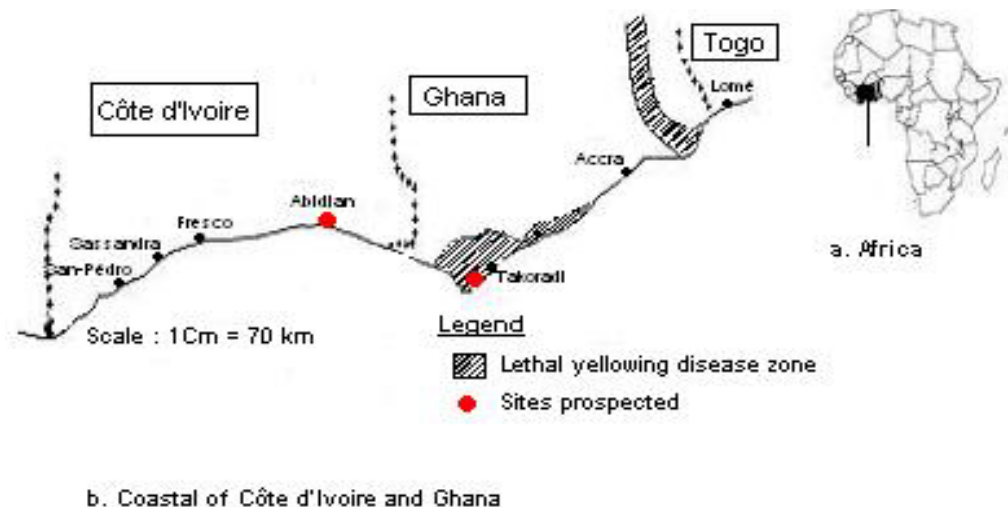 Togo
Côte d'Ivoire
Ghana
Lomé
Accra
Abidjan
Fresco
Sassandra
San-Pédro
Takoradi
a. Africa
Scale : 1Cm = 70 km
Legend
Lethal yellowing disease zone
Sites prospected
b. Coastal of Côte d'Ivoire and Ghana